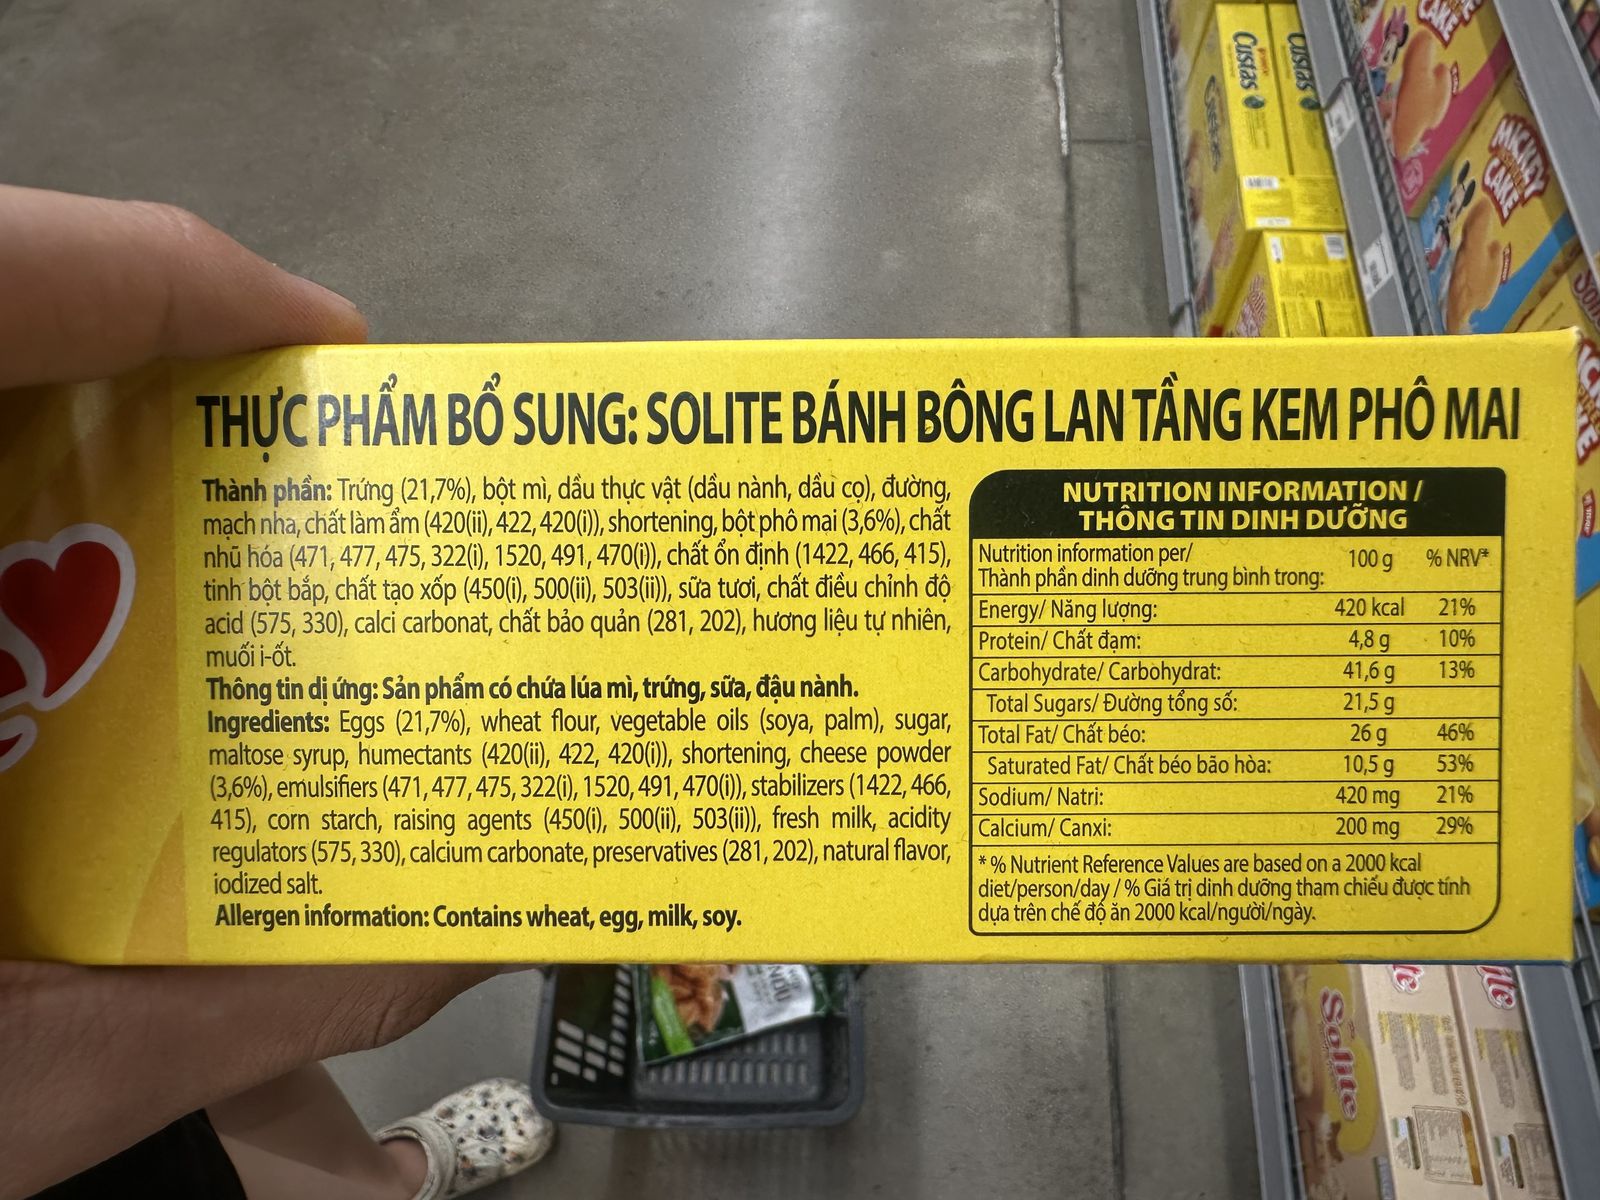 Custas
Custas
CAKE
MICKEY
CAKE
THỰC PHẨM BỔ SUNG: SOLITE BÁNH BÔNG LAN TẦNG KEM PHÔ MAI
Thành phần: Trứng (21,7%), bột mì, dầu thực vật (dầu nành, dầu cọ), đường,
mạch nha, chất làm ẩm (420(ii), 422, 420(i)), shortening, bột phô mai (3,6%), chất
nhũ hóa (471, 477, 475, 322(i), 1520, 491, 470(i)), chất ổn định (1422, 466, 415),
tinh bột bắp, chất tạo xốp (450(i), 500(ii), 503(ii)), sữa tươi, chất điều chỉnh độ
acid (575, 330), calci carbonat, chất bảo quản (281, 202), hương liệu tự nhiên,
muối i-ốt.
Thông tin dị ứng: Sản phẩm có chứa lúa mì, trứng, sữa, đậu nành.
Ingredients: Eggs (21,7%), wheat flour, vegetable oils (soya, palm), sugar,
maltose syrup, humectants (420(ii), 422, 420(i)), shortening, cheese powder
(3,6%), emulsifiers (471, 477, 475, 322(i), 1520, 491, 470(i)), stabilizers (1422, 466,
415), corn starch, raising agents (450(i), 500(ii), 503(ii)), fresh milk, acidity
regulators (575, 330), calcium carbonate, preservatives (281, 202), natural flavor,
iodized salt.
Allergen information: Contains wheat, egg, milk, soy.
NUTRITION INFORMATION /
THÔNG TIN DINH DƯỠNG
Nutrition information per/
Thành phần dinh dưỡng trung bình trong: 100 g % NRV*
Energy/ Năng lượng: 420 kcal 21%
Protein/ Chất đạm: 4,8 g 10%
Carbohydrate/ Carbohydrat: 41,6 g 13%
Total Sugars/ Đường tổng số: 21,5 g
Total Fat/ Chất béo: 26 g 46%
Saturated Fat/ Chất béo bão hòa: 10,5 g 53%
Sodium/ Natri: 420 mg 21%
Calcium/ Canxi: 200 mg 29%
* % Nutrient Reference Values are based on a 2000 kcal
diet/person/day / % Giá trị dinh dưỡng tham chiếu được tính
dựa trên chế độ ăn 2000 kcal/người/ngày.
Solite